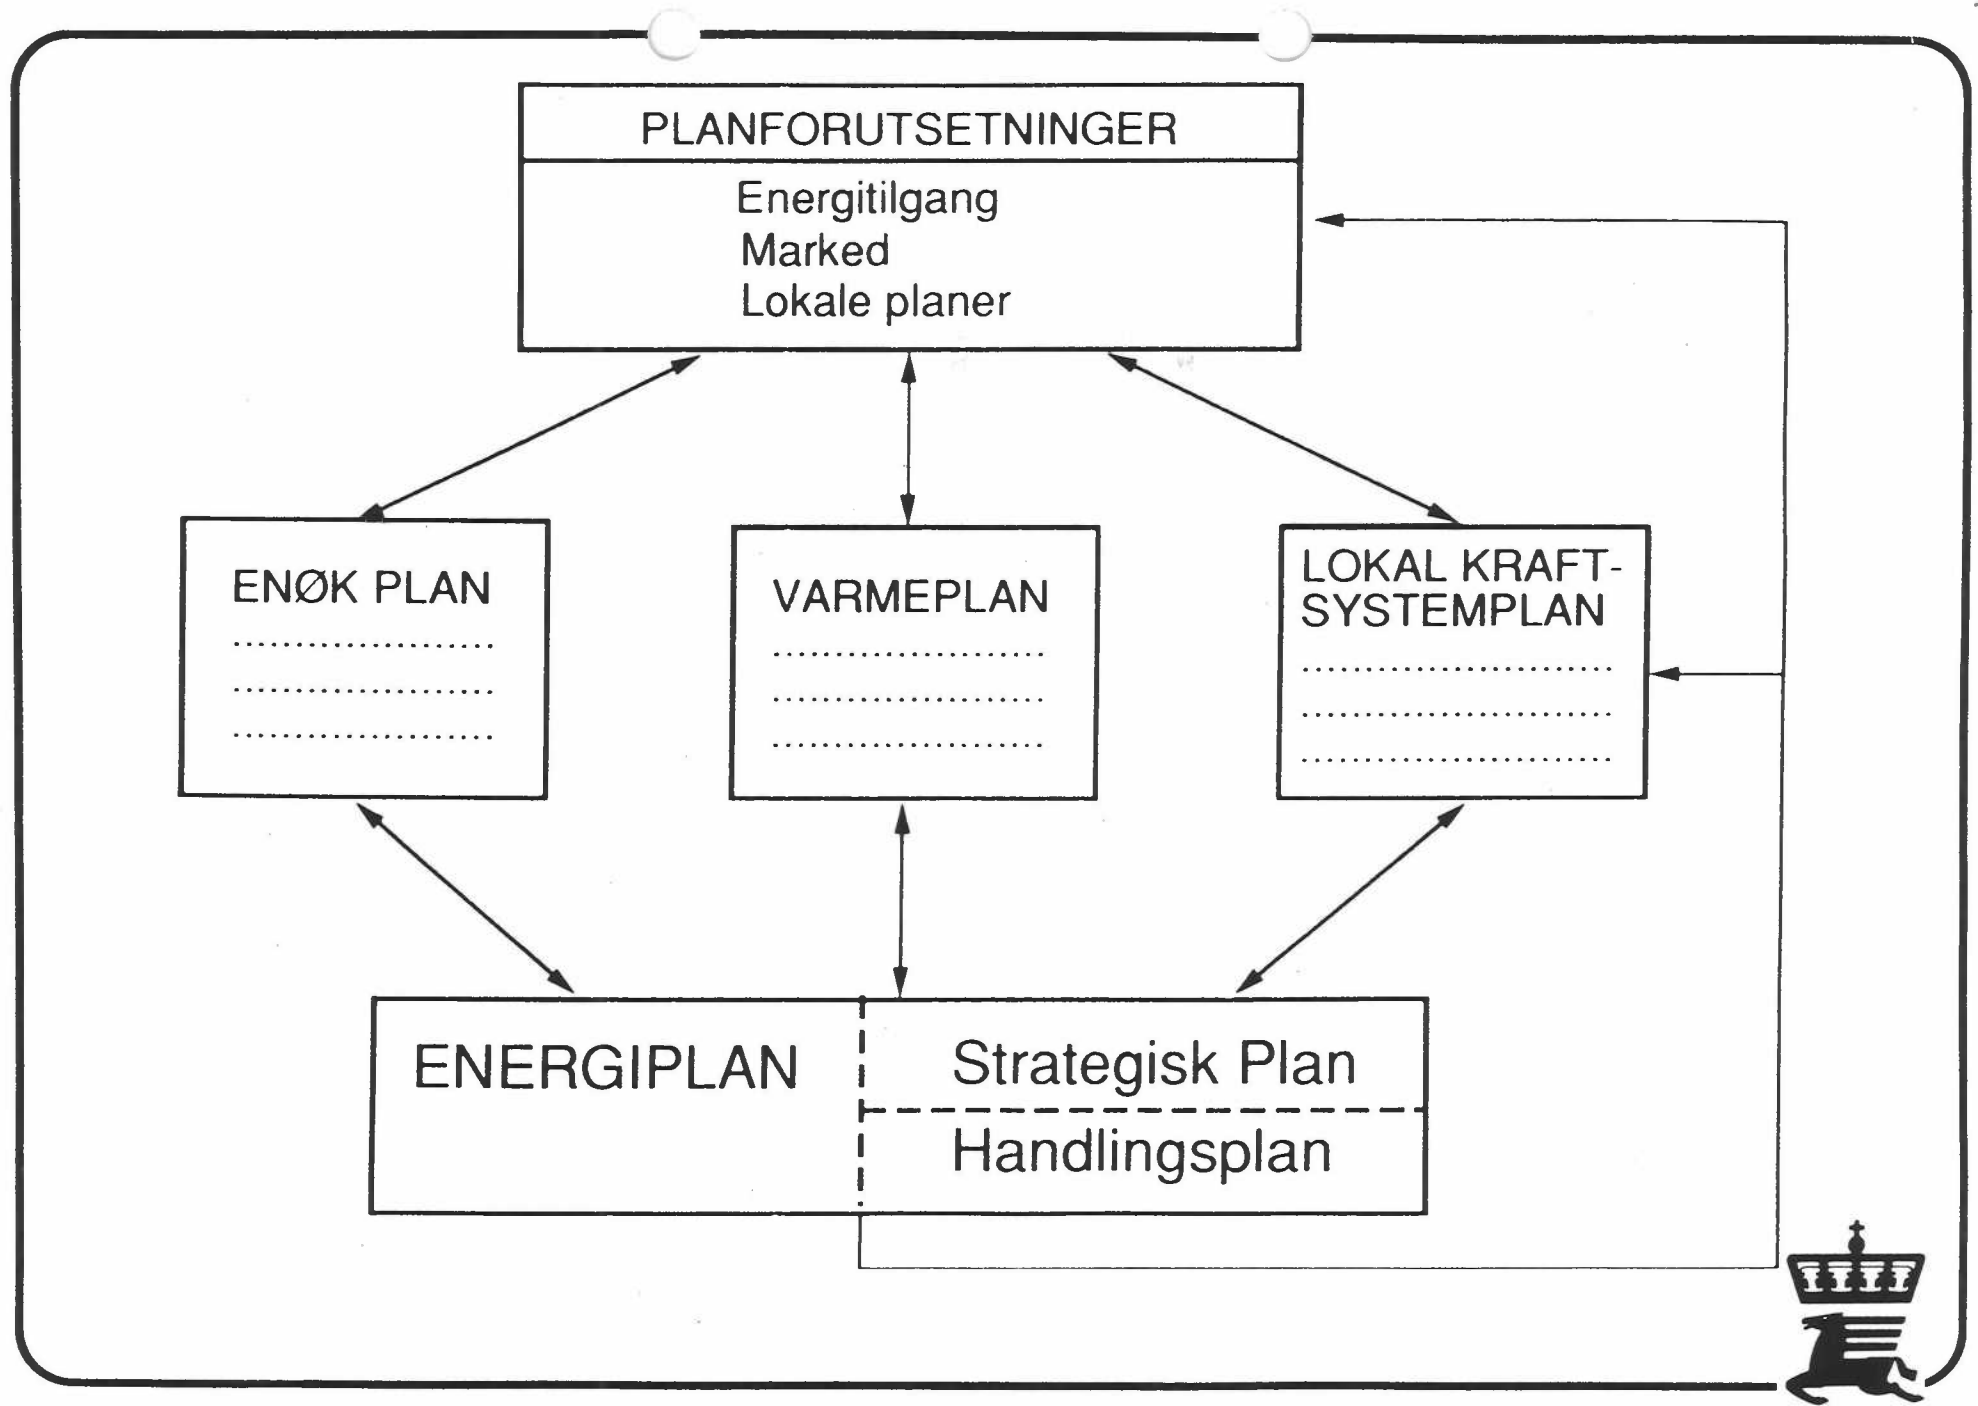 PLANFORUTSETNINGER
Energitilgang
Marked
Lokale planer
ENØK PLAN
....................
....................
....................
VARMEPLAN
.....................
.....................
.....................
LOKAL KRAFT-
SYSTEMPLAN
........................
........................
........................
ENERGIPLAN
Strategisk Plan
Handlingsplan